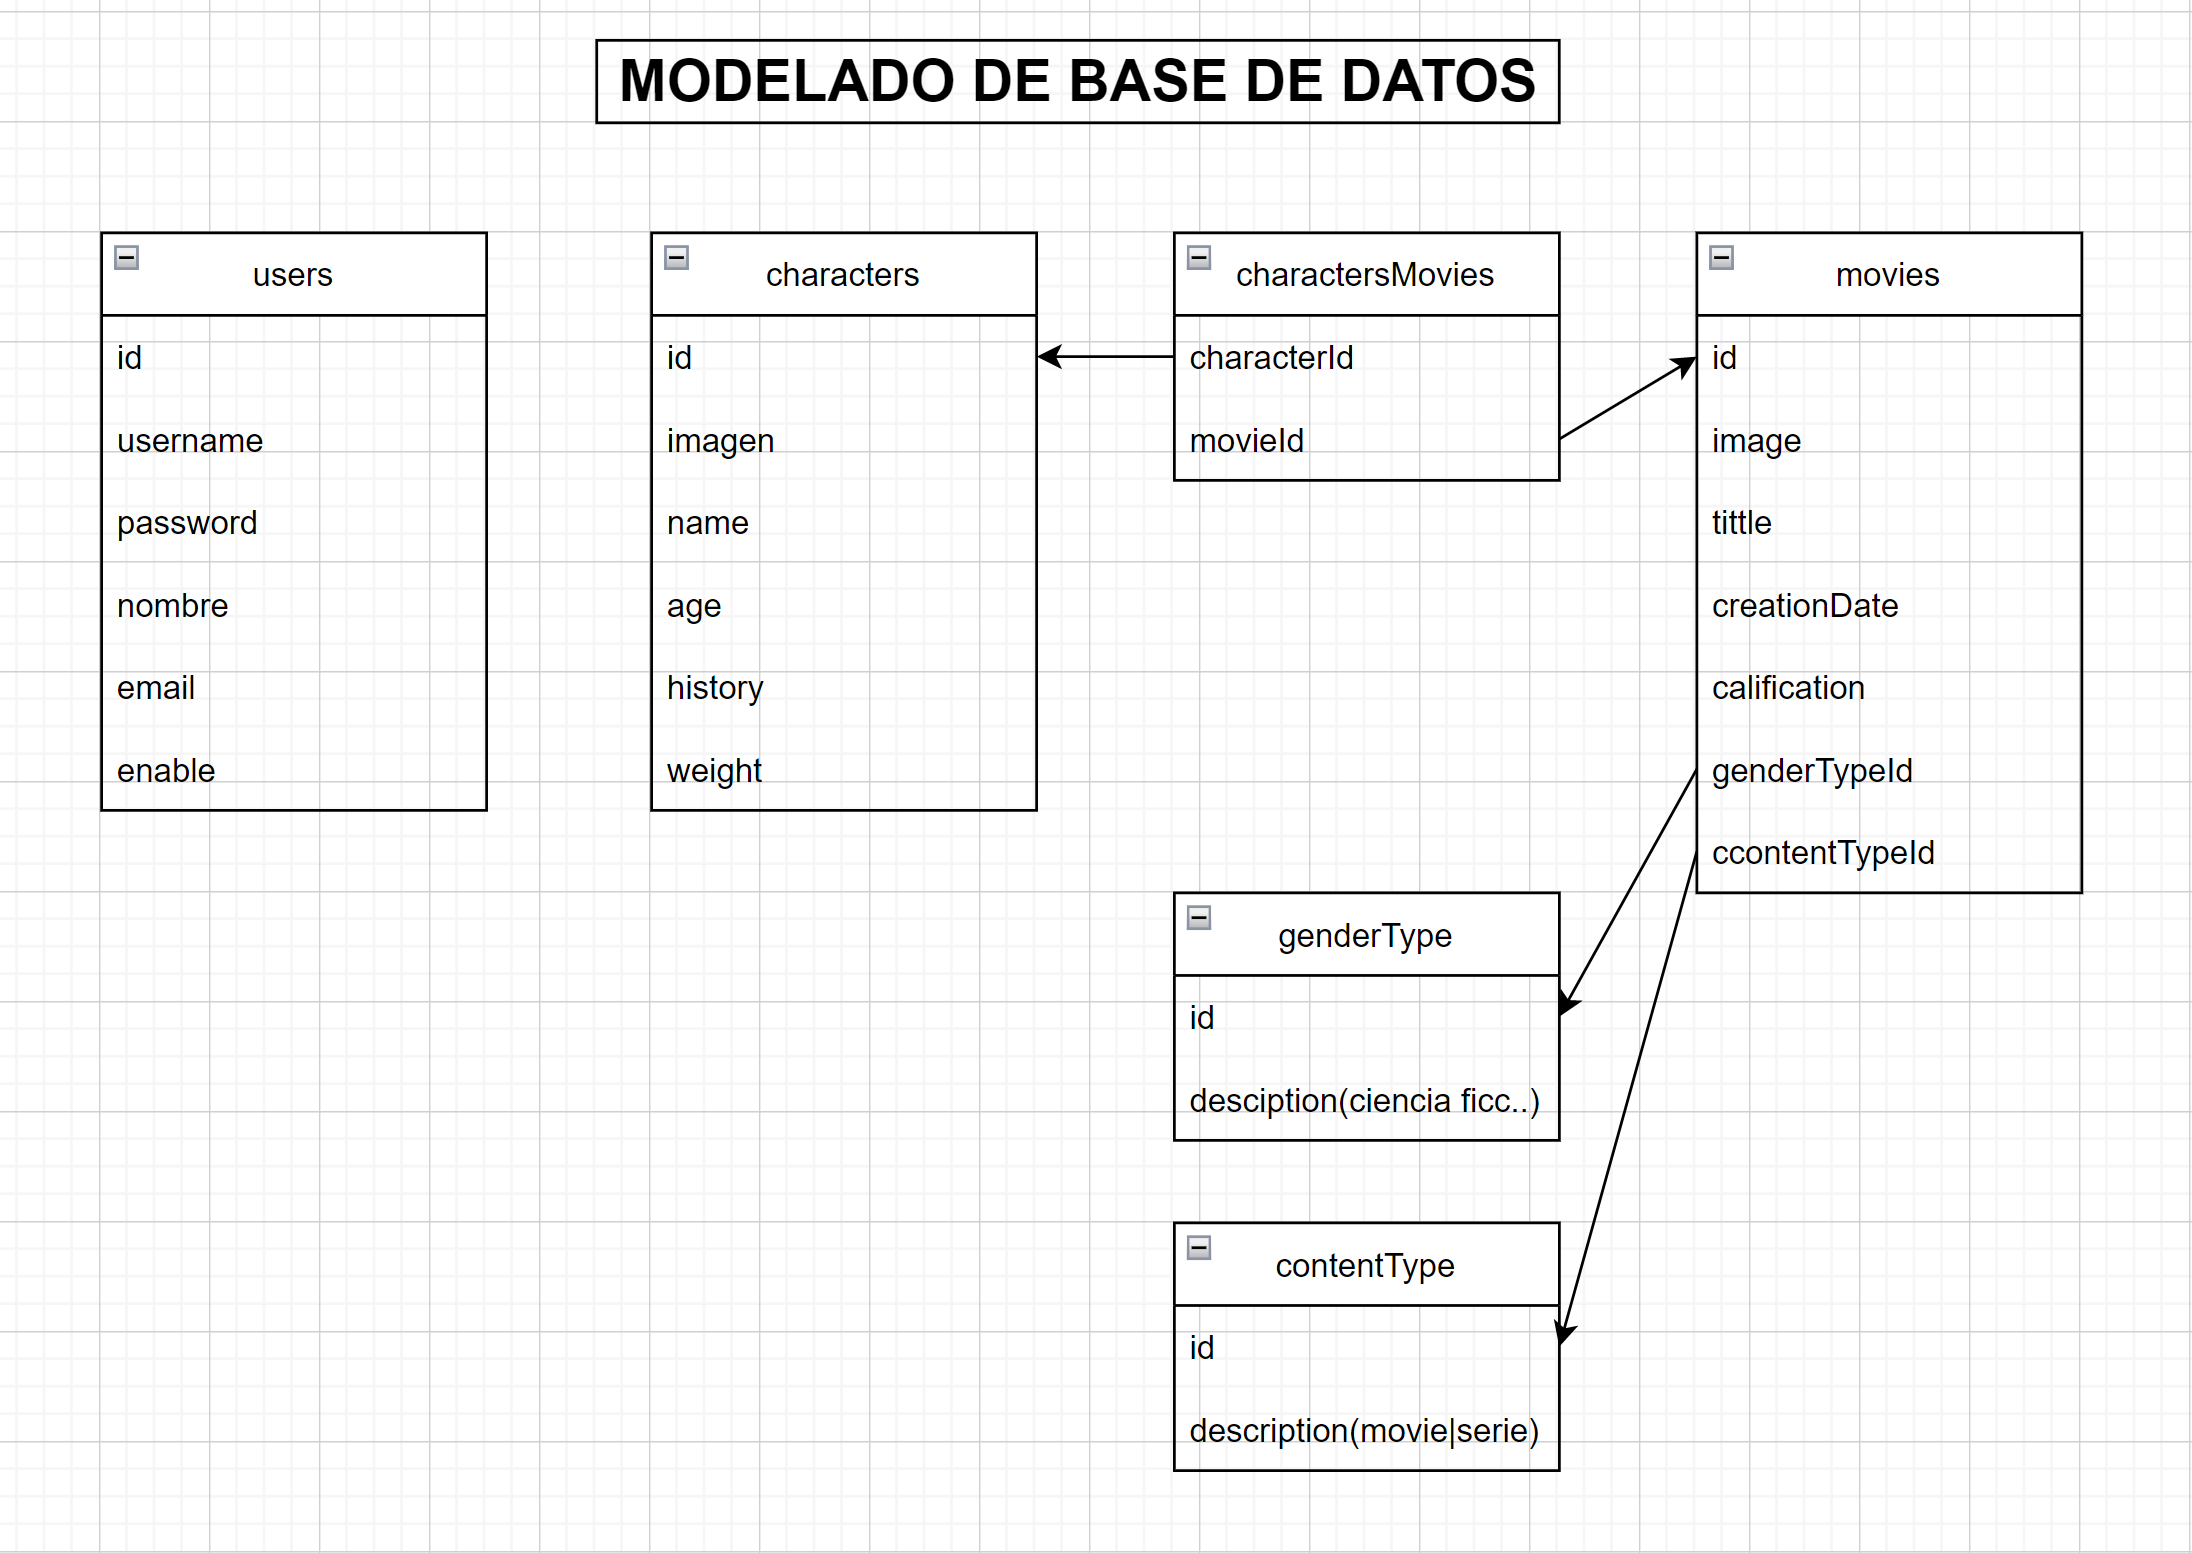 MODELADO DE BASE DE DATOS
users
id
username
password
nombre
email
enable
characters
id
imagen
name
age
history
weight
charactersMovies
characterId
movieId
movies
id
image
tittle
creationDate
calification
genderTypeId
ccontentTypeId
genderType
id
desciption(ciencia ficc..)
contentType
id
description(movie|serie)